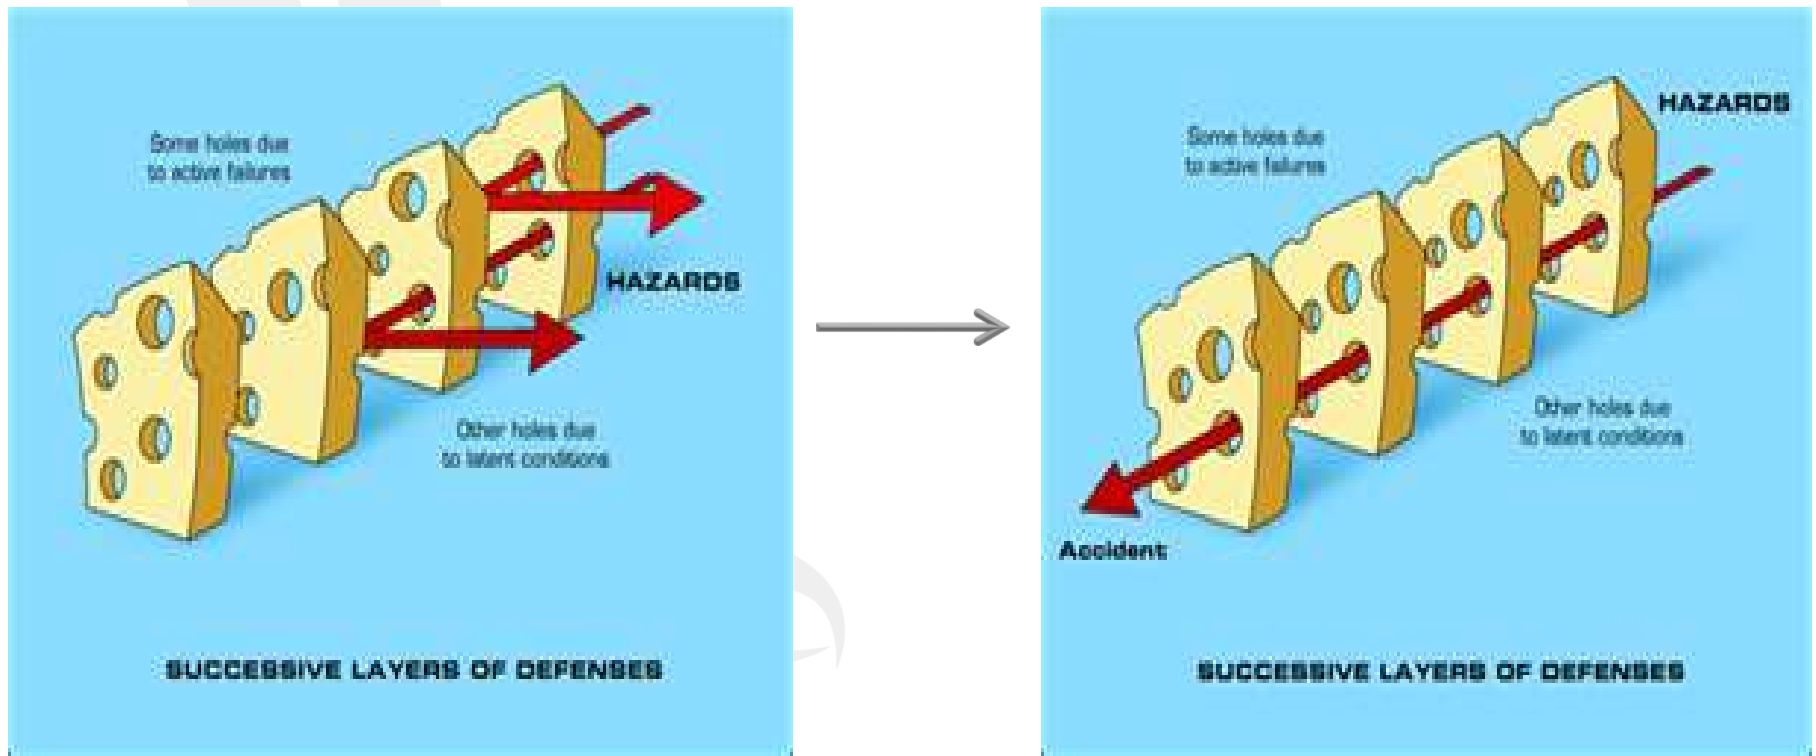 Some holes due
to active failures
HAZARDS
Other holes due
to latent conditions
SUCCESSIVE LAYERS OF DEFENSES
Some holes due
to active failures
HAZARDS
Other holes due
to latent conditions
Accident
SUCCESSIVE LAYERS OF DEFENSES